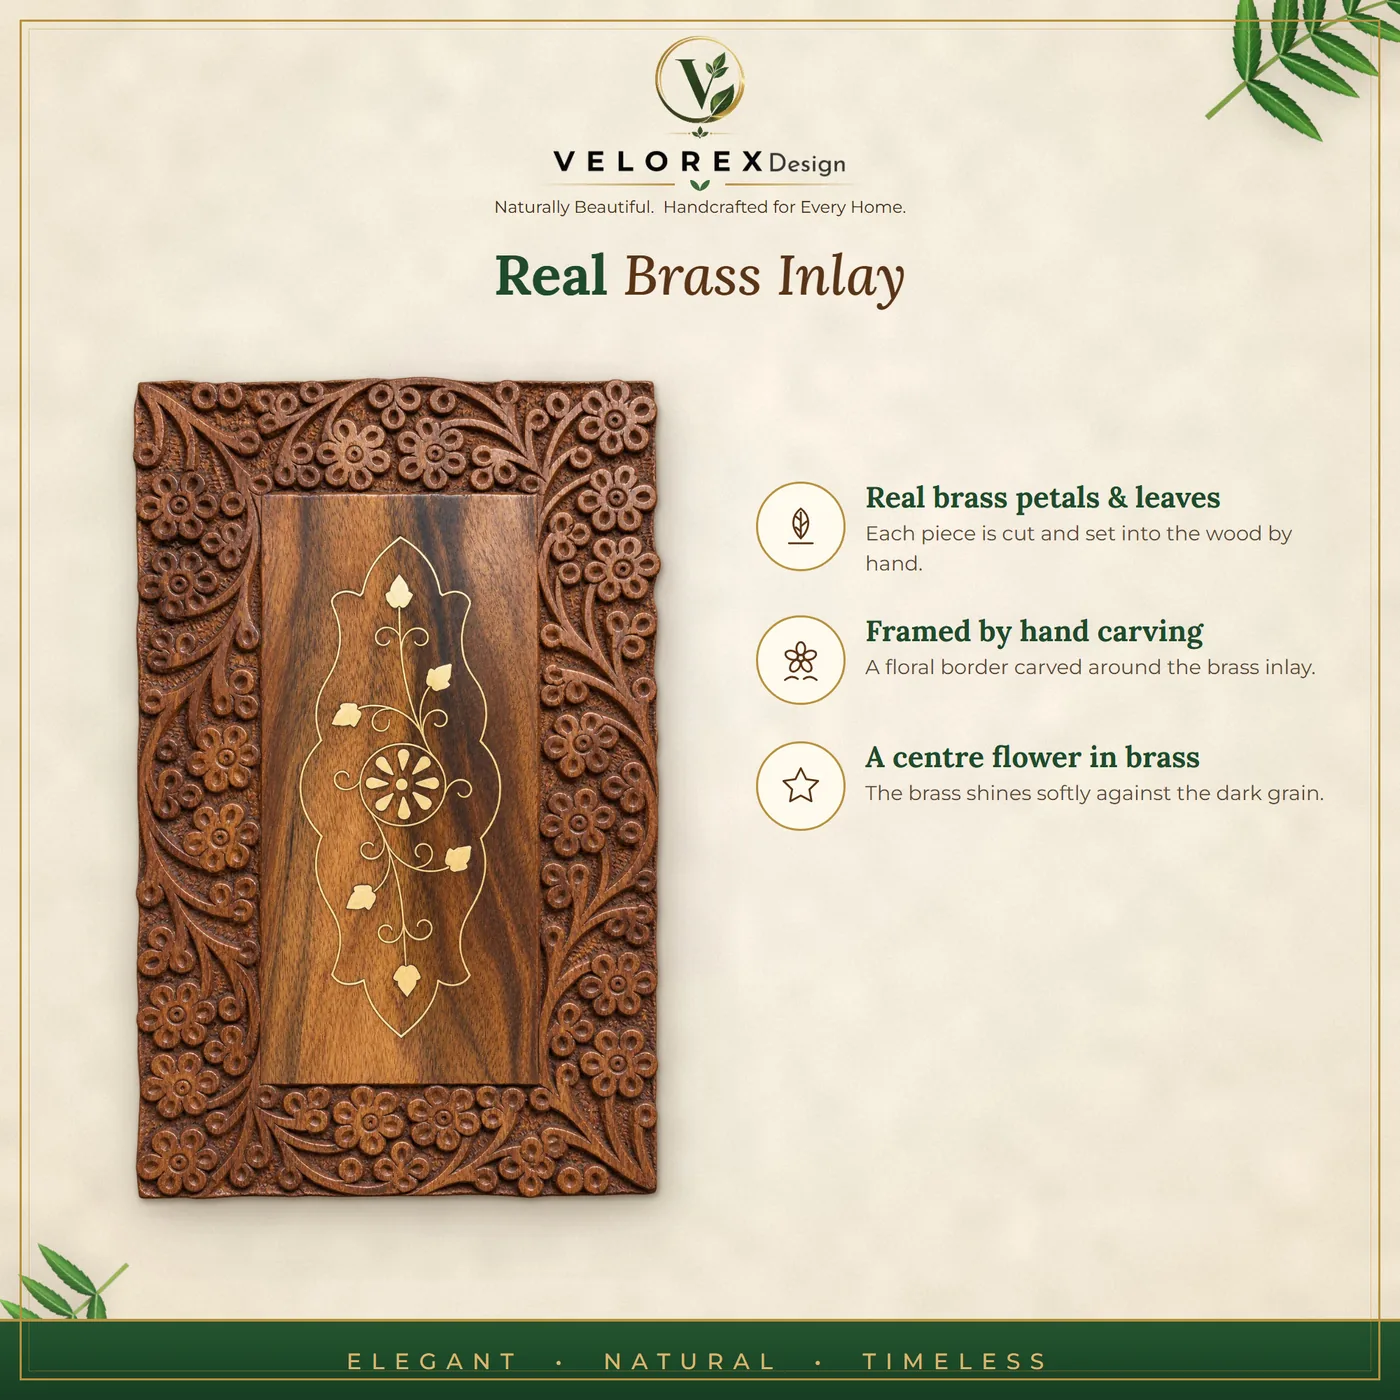 V
VELOREX Design
Naturally Beautiful. Handcrafted for Every Home.
Real Brass Inlay
Real brass petals & leaves
Each piece is cut and set into the wood by
hand.
Framed by hand carving
A floral border carved around the brass inlay.
A centre flower in brass
The brass shines softly against the dark grain.
ELEGANT • NATURAL • TIMELESS